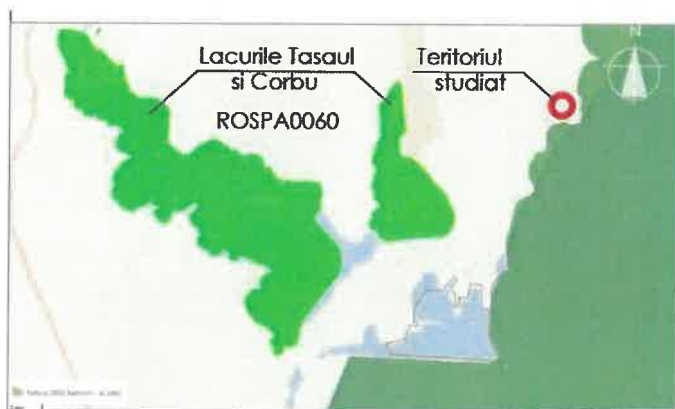 Lacurile Tasaul
si Corbu
ROSPA0060
Teritoriul
studiat
N